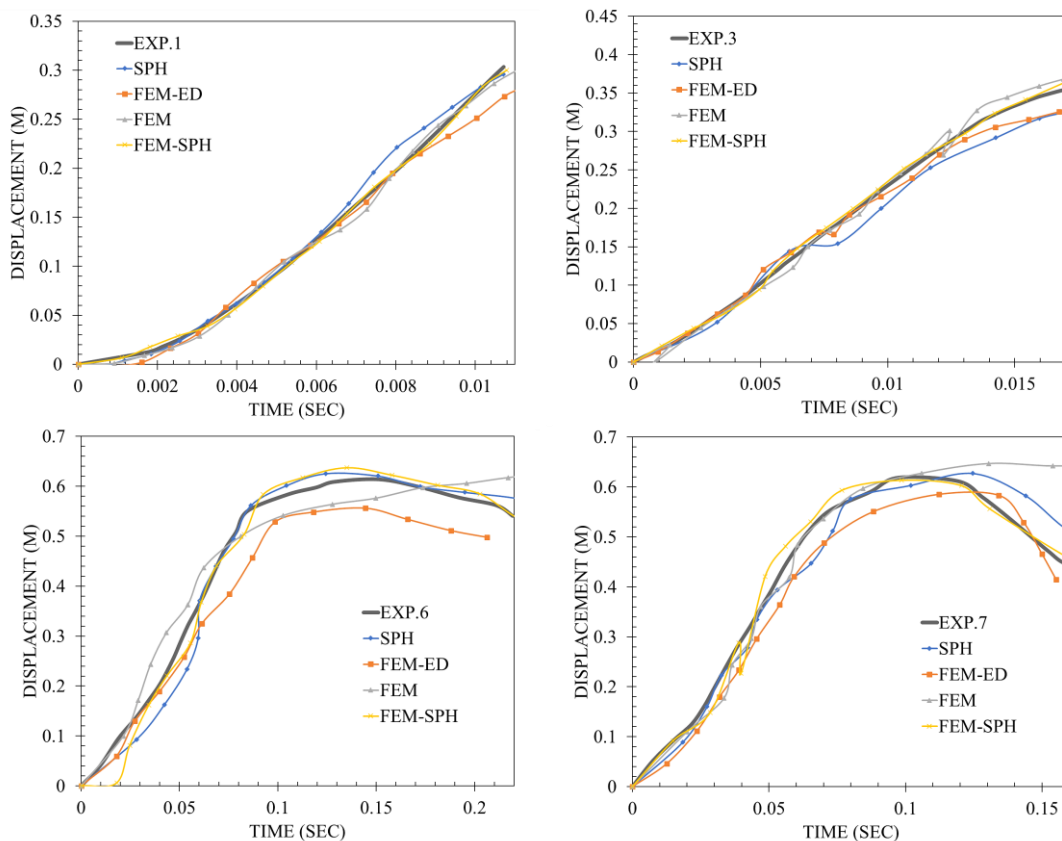 0.35
0.3
0.25
0.2
0.15
0.1
0.05
0
DISPLACEMENT (M)
EXP.1
SPH
FEM-ED
FEM
FEM-SPH
0
0.002
0.004
0.006
0.008
0.01
TIME (SEC)
0.45
0.4
0.35
0.3
0.25
0.2
0.15
0.1
0.05
0
DISPLACEMENT (M)
EXP.3
SPH
FEM-ED
FEM
FEM-SPH
0
0.005
0.01
0.015
TIME (SEC)
0.7
0.6
0.5
0.4
0.3
0.2
0.1
0
DISPLACEMENT (M)
EXP.6
SPH
FEM-ED
FEM
FEM-SPH
0
0.05
0.1
0.15
0.2
TIME (SEC)
0.7
0.6
0.5
0.4
0.3
0.2
0.1
0
DISPLACEMENT (M)
EXP.7
SPH
FEM-ED
FEM
FEM-SPH
0
0.05
0.1
0.15
TIME (SEC)